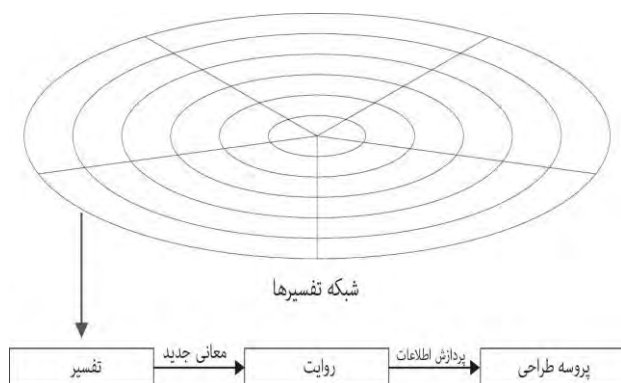 شبکه تفسیرها
تفسیر
معانی جدید
روایت
پردازش اطلاعات
پروسه طراحی